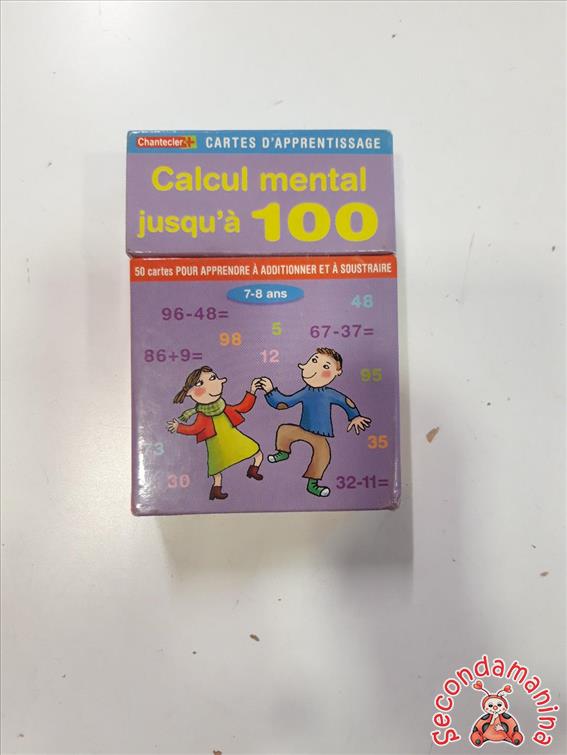 Chantecler
CARTES D'APPRENTISSAGE
Calcul mental
jusqu'à 100
50 cartes POUR APPRENDRE À ADDITIONNER ET À SOUSTRAIRE
7-8 ans
96-48=
48
98
5
67-37=
86+9=
12
95
73
35
30
32-11=
Secondamanina